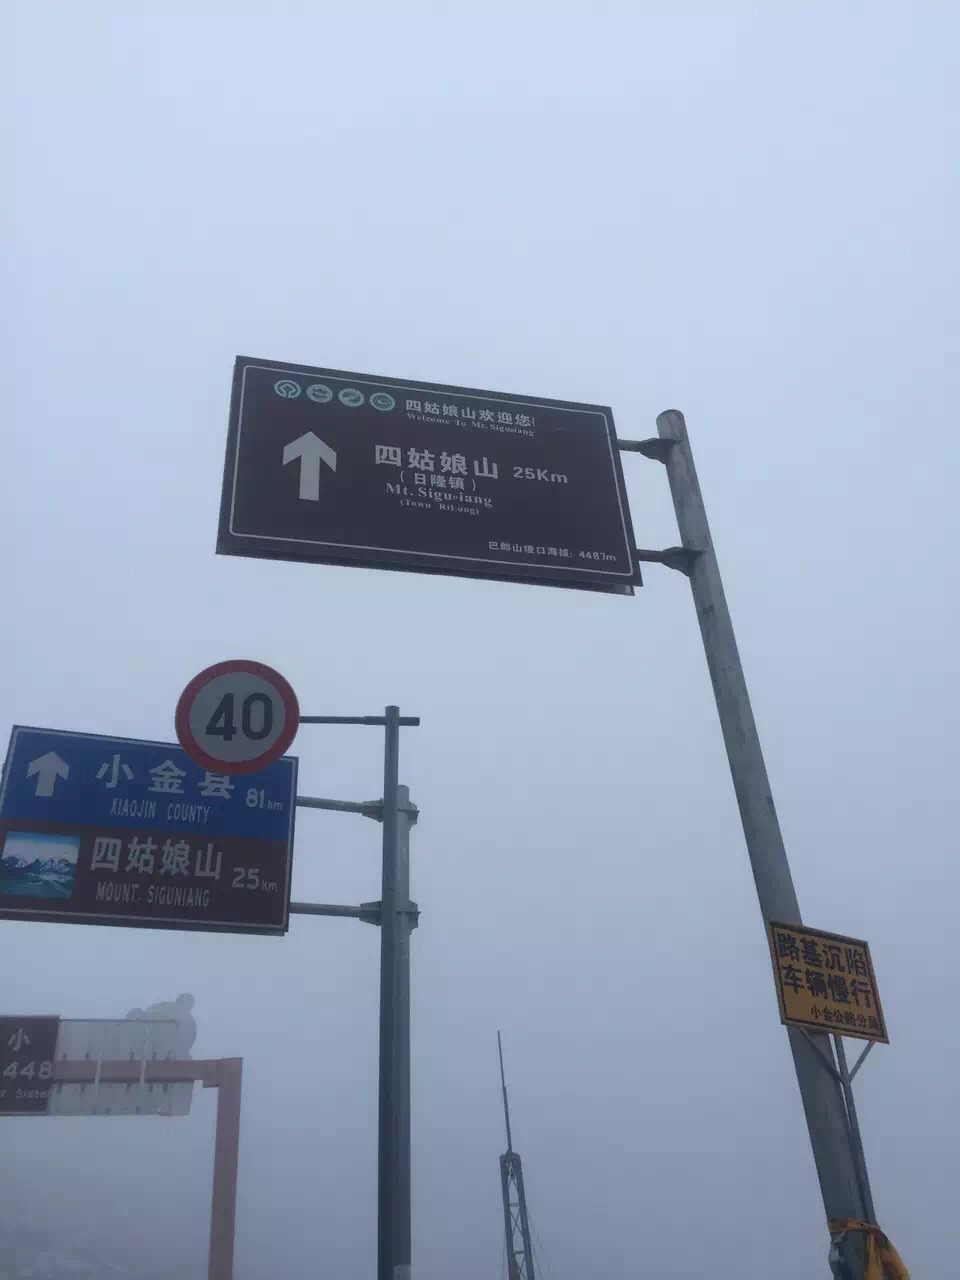 四姑娘山欢迎您!
Welcome To Mt.Siguniang
四姑娘山 25Km
(日隆镇)
Mt.Siguniang
(Town RiLong)
巴郎山垭口海拔: 4487m
40
小金县 81km
XIAOJIN COUNTY
四姑娘山 25km
MOUNT. SIGUNIANG
路基沉陷
车辆慢行
小金公路分局
小
448